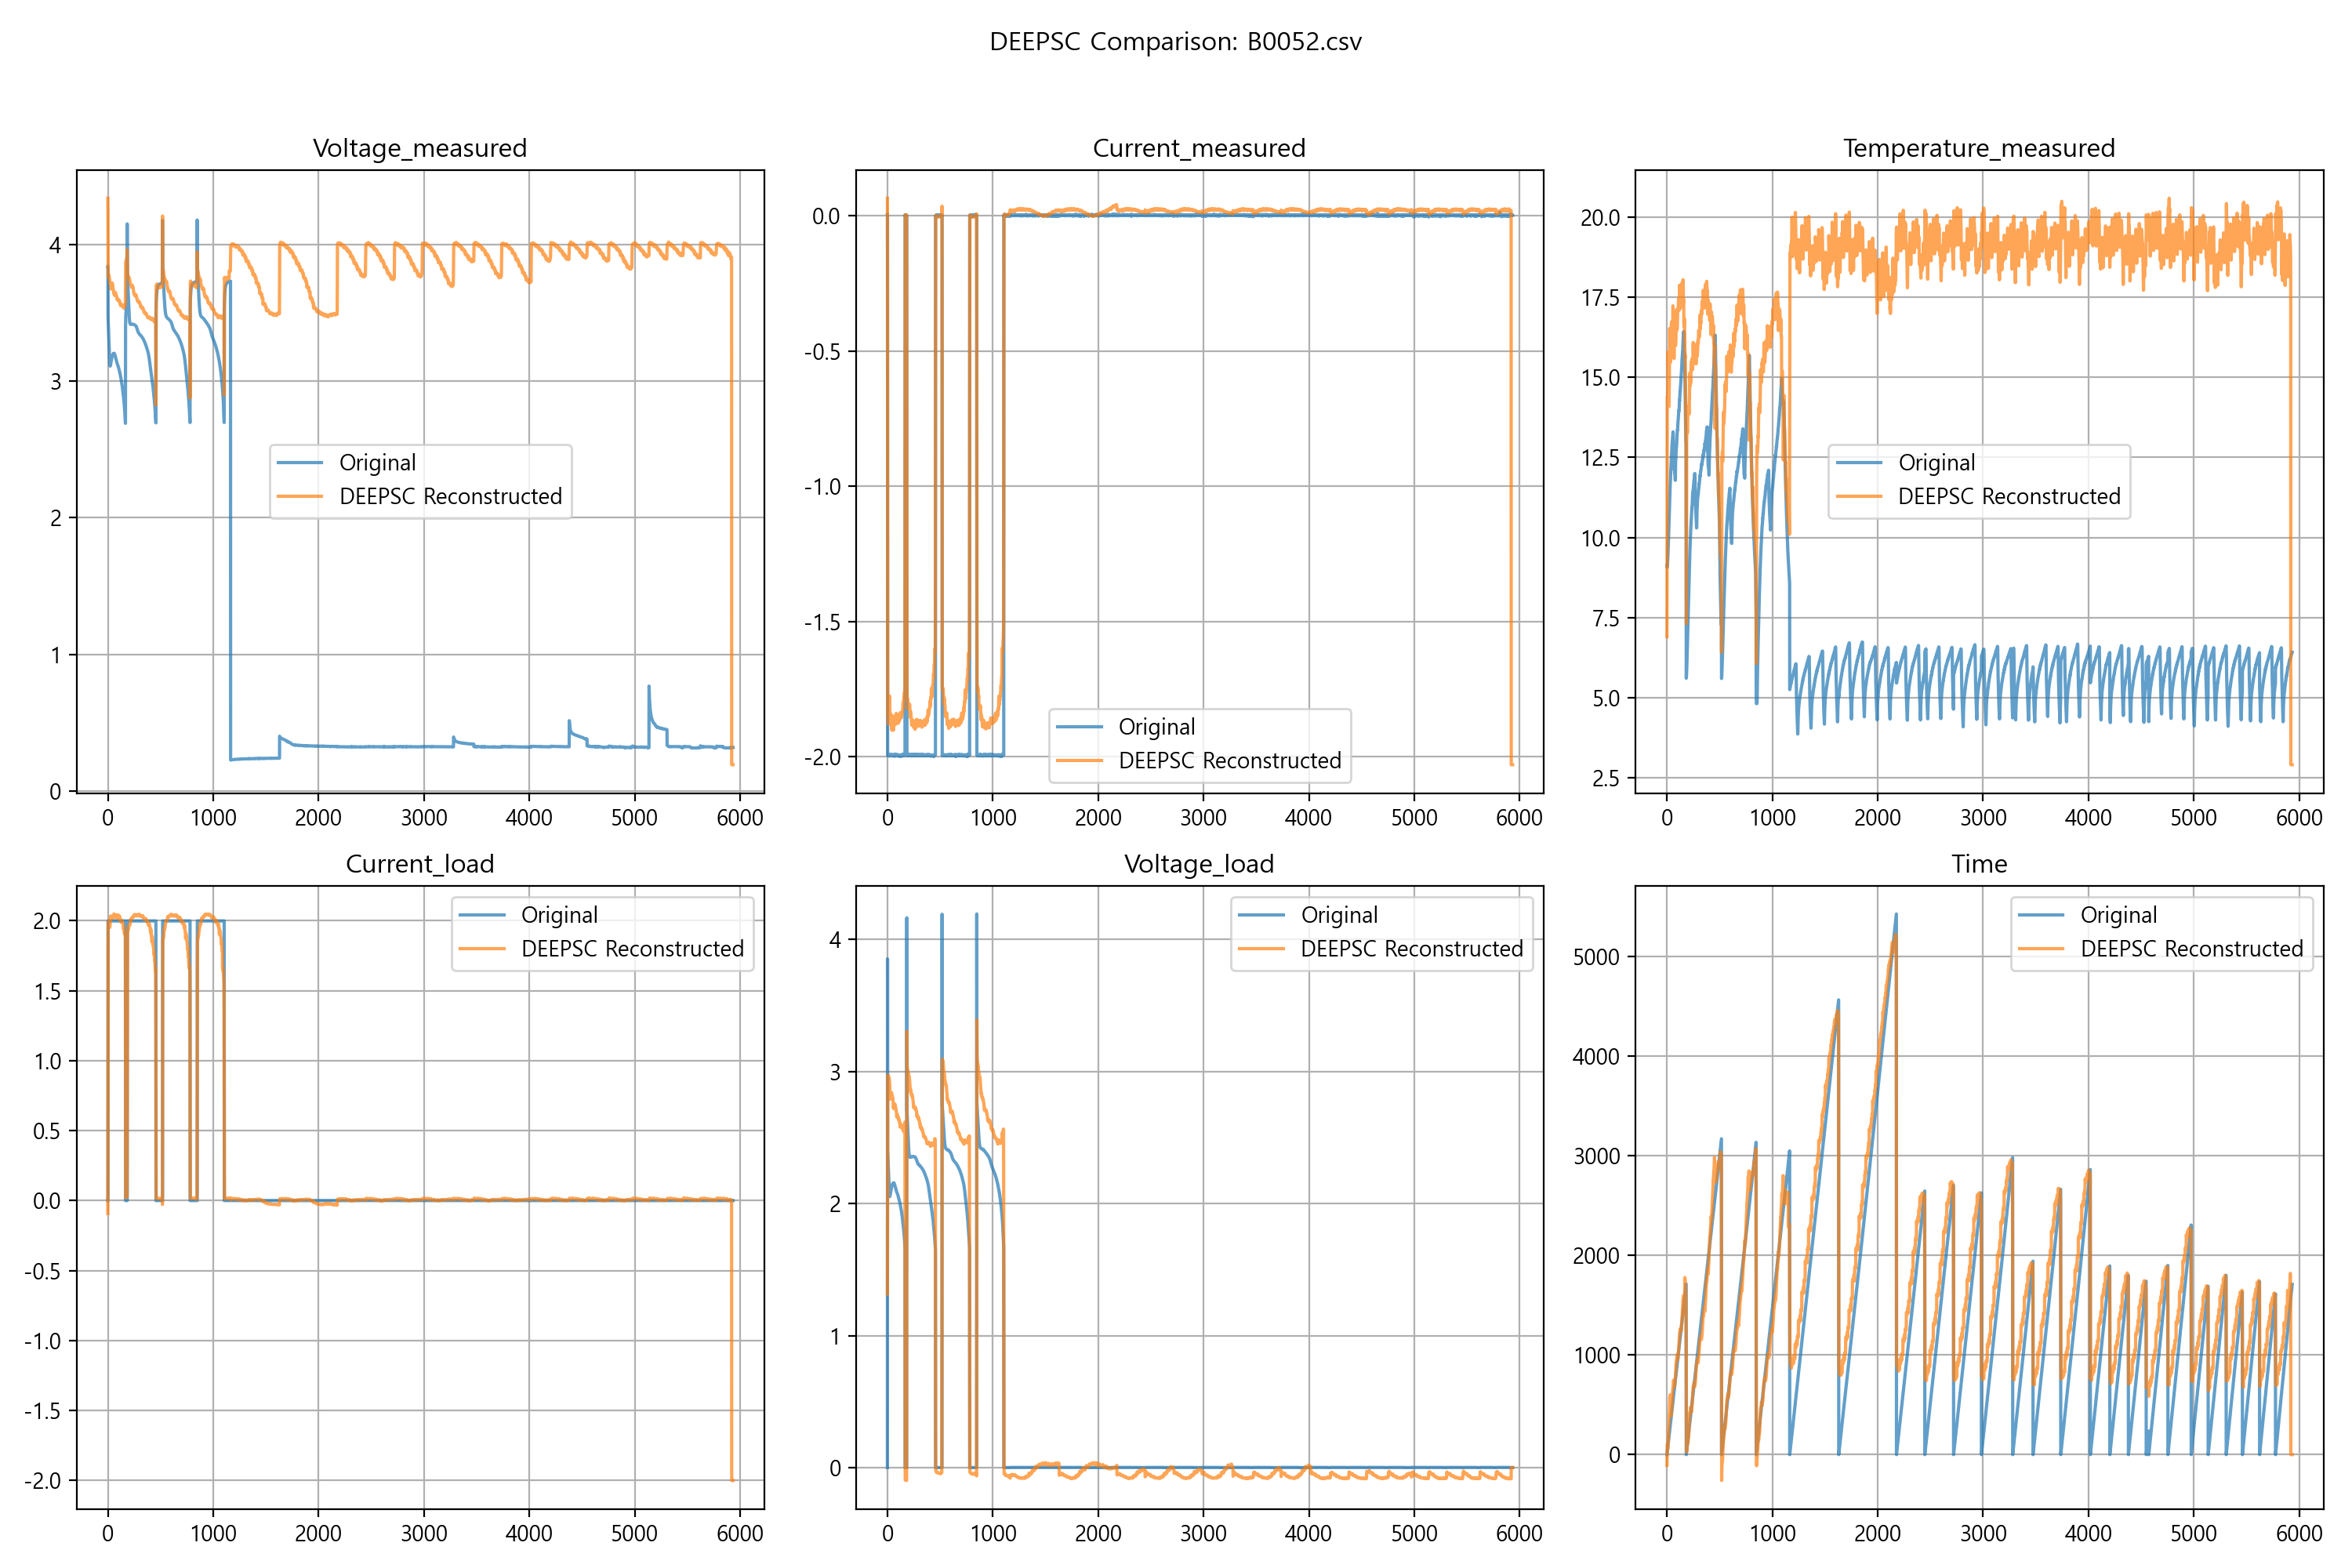 DEEPSC Comparison: B0052.csv
Voltage_measured
4
3
2
1
0
0 1000 2000 3000 4000 5000 6000
Original
DEEPSC Reconstructed
Current_measured
0.0
-0.5
-1.0
-1.5
-2.0
0 1000 2000 3000 4000 5000 6000
Original
DEEPSC Reconstructed
Temperature_measured
20.0
17.5
15.0
12.5
10.0
7.5
5.0
2.5
0 1000 2000 3000 4000 5000 6000
Original
DEEPSC Reconstructed
Current_load
2.0
1.5
1.0
0.5
0.0
-0.5
-1.0
-1.5
-2.0
0 1000 2000 3000 4000 5000 6000
Original
DEEPSC Reconstructed
Voltage_load
4
3
2
1
0
0 1000 2000 3000 4000 5000 6000
Original
DEEPSC Reconstructed
Time
5000
4000
3000
2000
1000
0
0 1000 2000 3000 4000 5000 6000
Original
DEEPSC Reconstructed